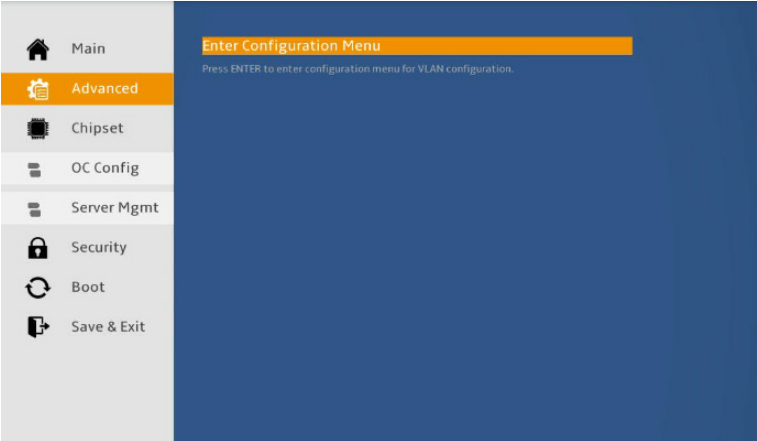 Main
Advanced
Chipset
OC Config
Server Mgmt
Security
Boot
Save & Exit
Enter Configuration Menu
Press ENTER to enter configuration menu for VLAN configuration.